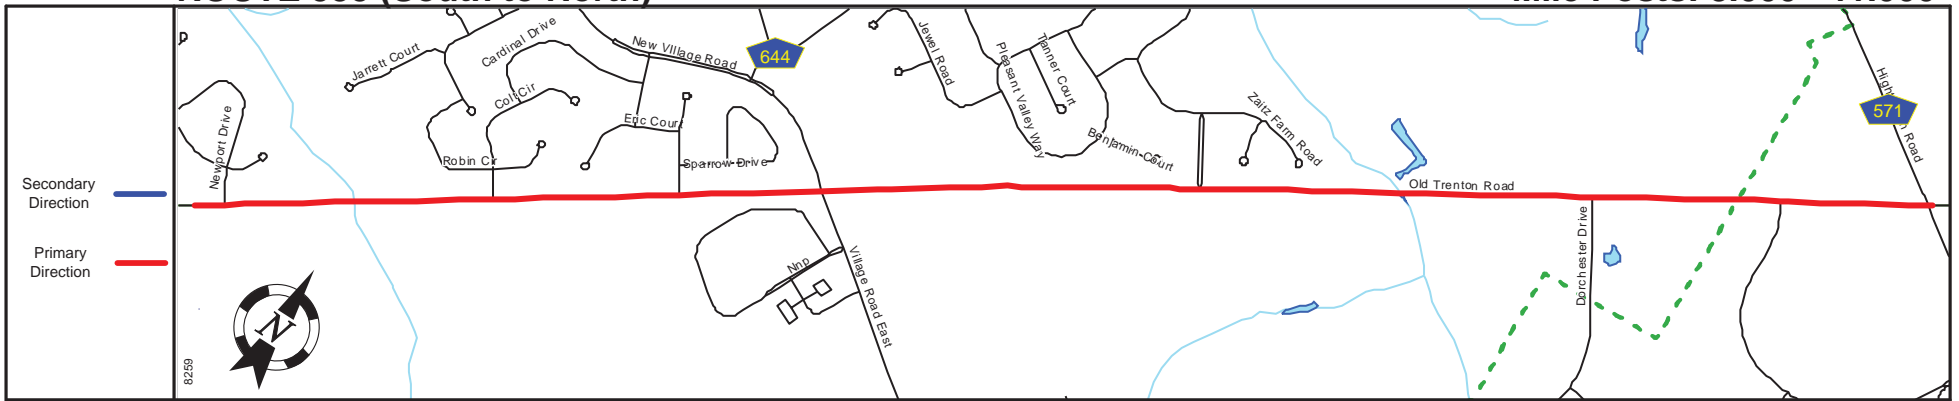 Secondary
Direction
Primary
Direction
8259
Newport Drive
Jarrett Court
Cardinal Drive
Colt Cir
Robin Cir
New VIllage Road
644
Eric Court
Sparrow Drive
Nnp
Village Road East
Jewel Road
Pleasant Valley Way
Tanner Court
Benjamin Court
Zaitz Farm Road
Old Trenton Road
Dorchester Drive
571
Road
N